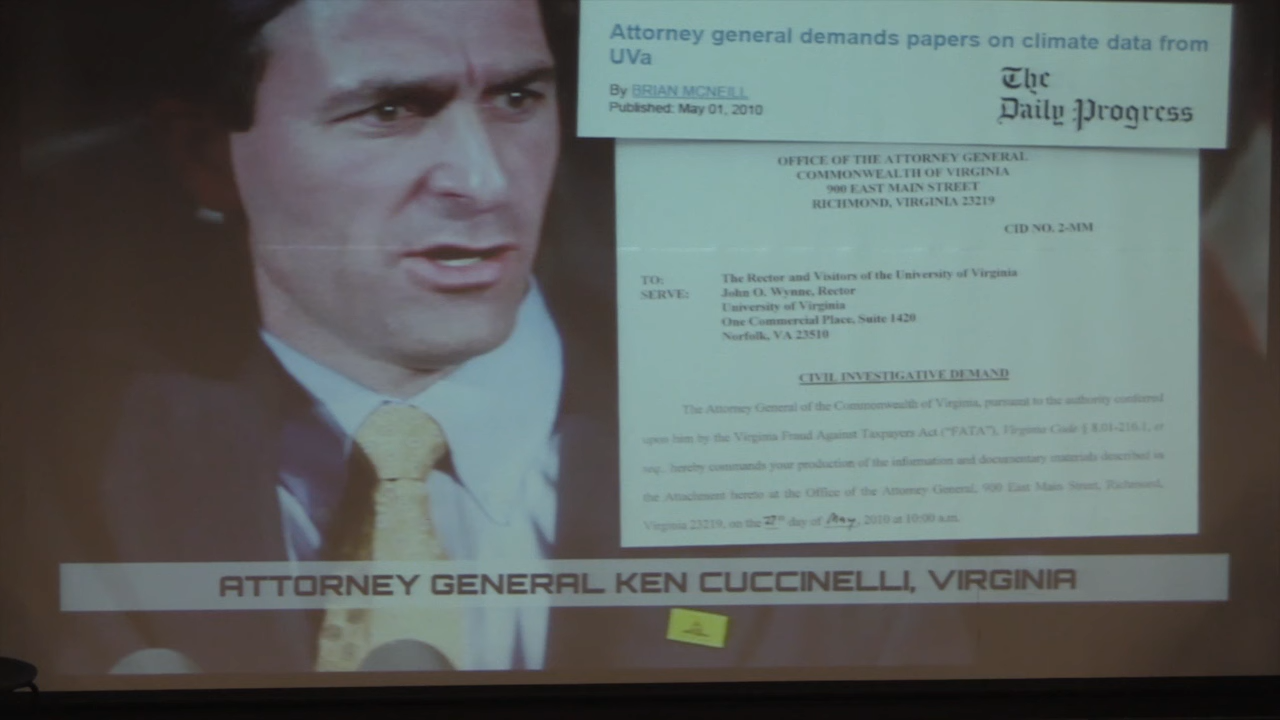 Attorney general demands papers on climate data from
UVa
By BRIAN MCNEILL
Published: May 01, 2010
The
Daily Progress
OFFICE OF THE ATTORNEY GENERAL
COMMONWEALTH OF VIRGINIA
900 EAST MAIN STREET
RICHMOND, VIRGINIA 23219
CID NO. 2-MM
TO: The Rector and Visitors of the University of Virginia
SERVE: John O. Wynne, Rector
University of Virginia
One Commercial Place, Suite 1420
Norfolk, VA 23510
CIVIL INVESTIGATIVE DEMAND
The Attorney General of the Commonwealth of Virginia, pursuant to the authority conferred
upon him by the Virginia Fraud Against Taxpayers Act ("FATA"), Virginia Code § 8.01-216.1, et
seq., hereby commands your production of the information and documentary materials described in
the Attachment hereto at the Office of the Attorney General, 900 East Main Street, Richmond,
Virginia 23219, on the day of May, 2010 at 10:00 a.m.
ATTORNEY GENERAL KEN CUCCINELLI, VIRGINIA